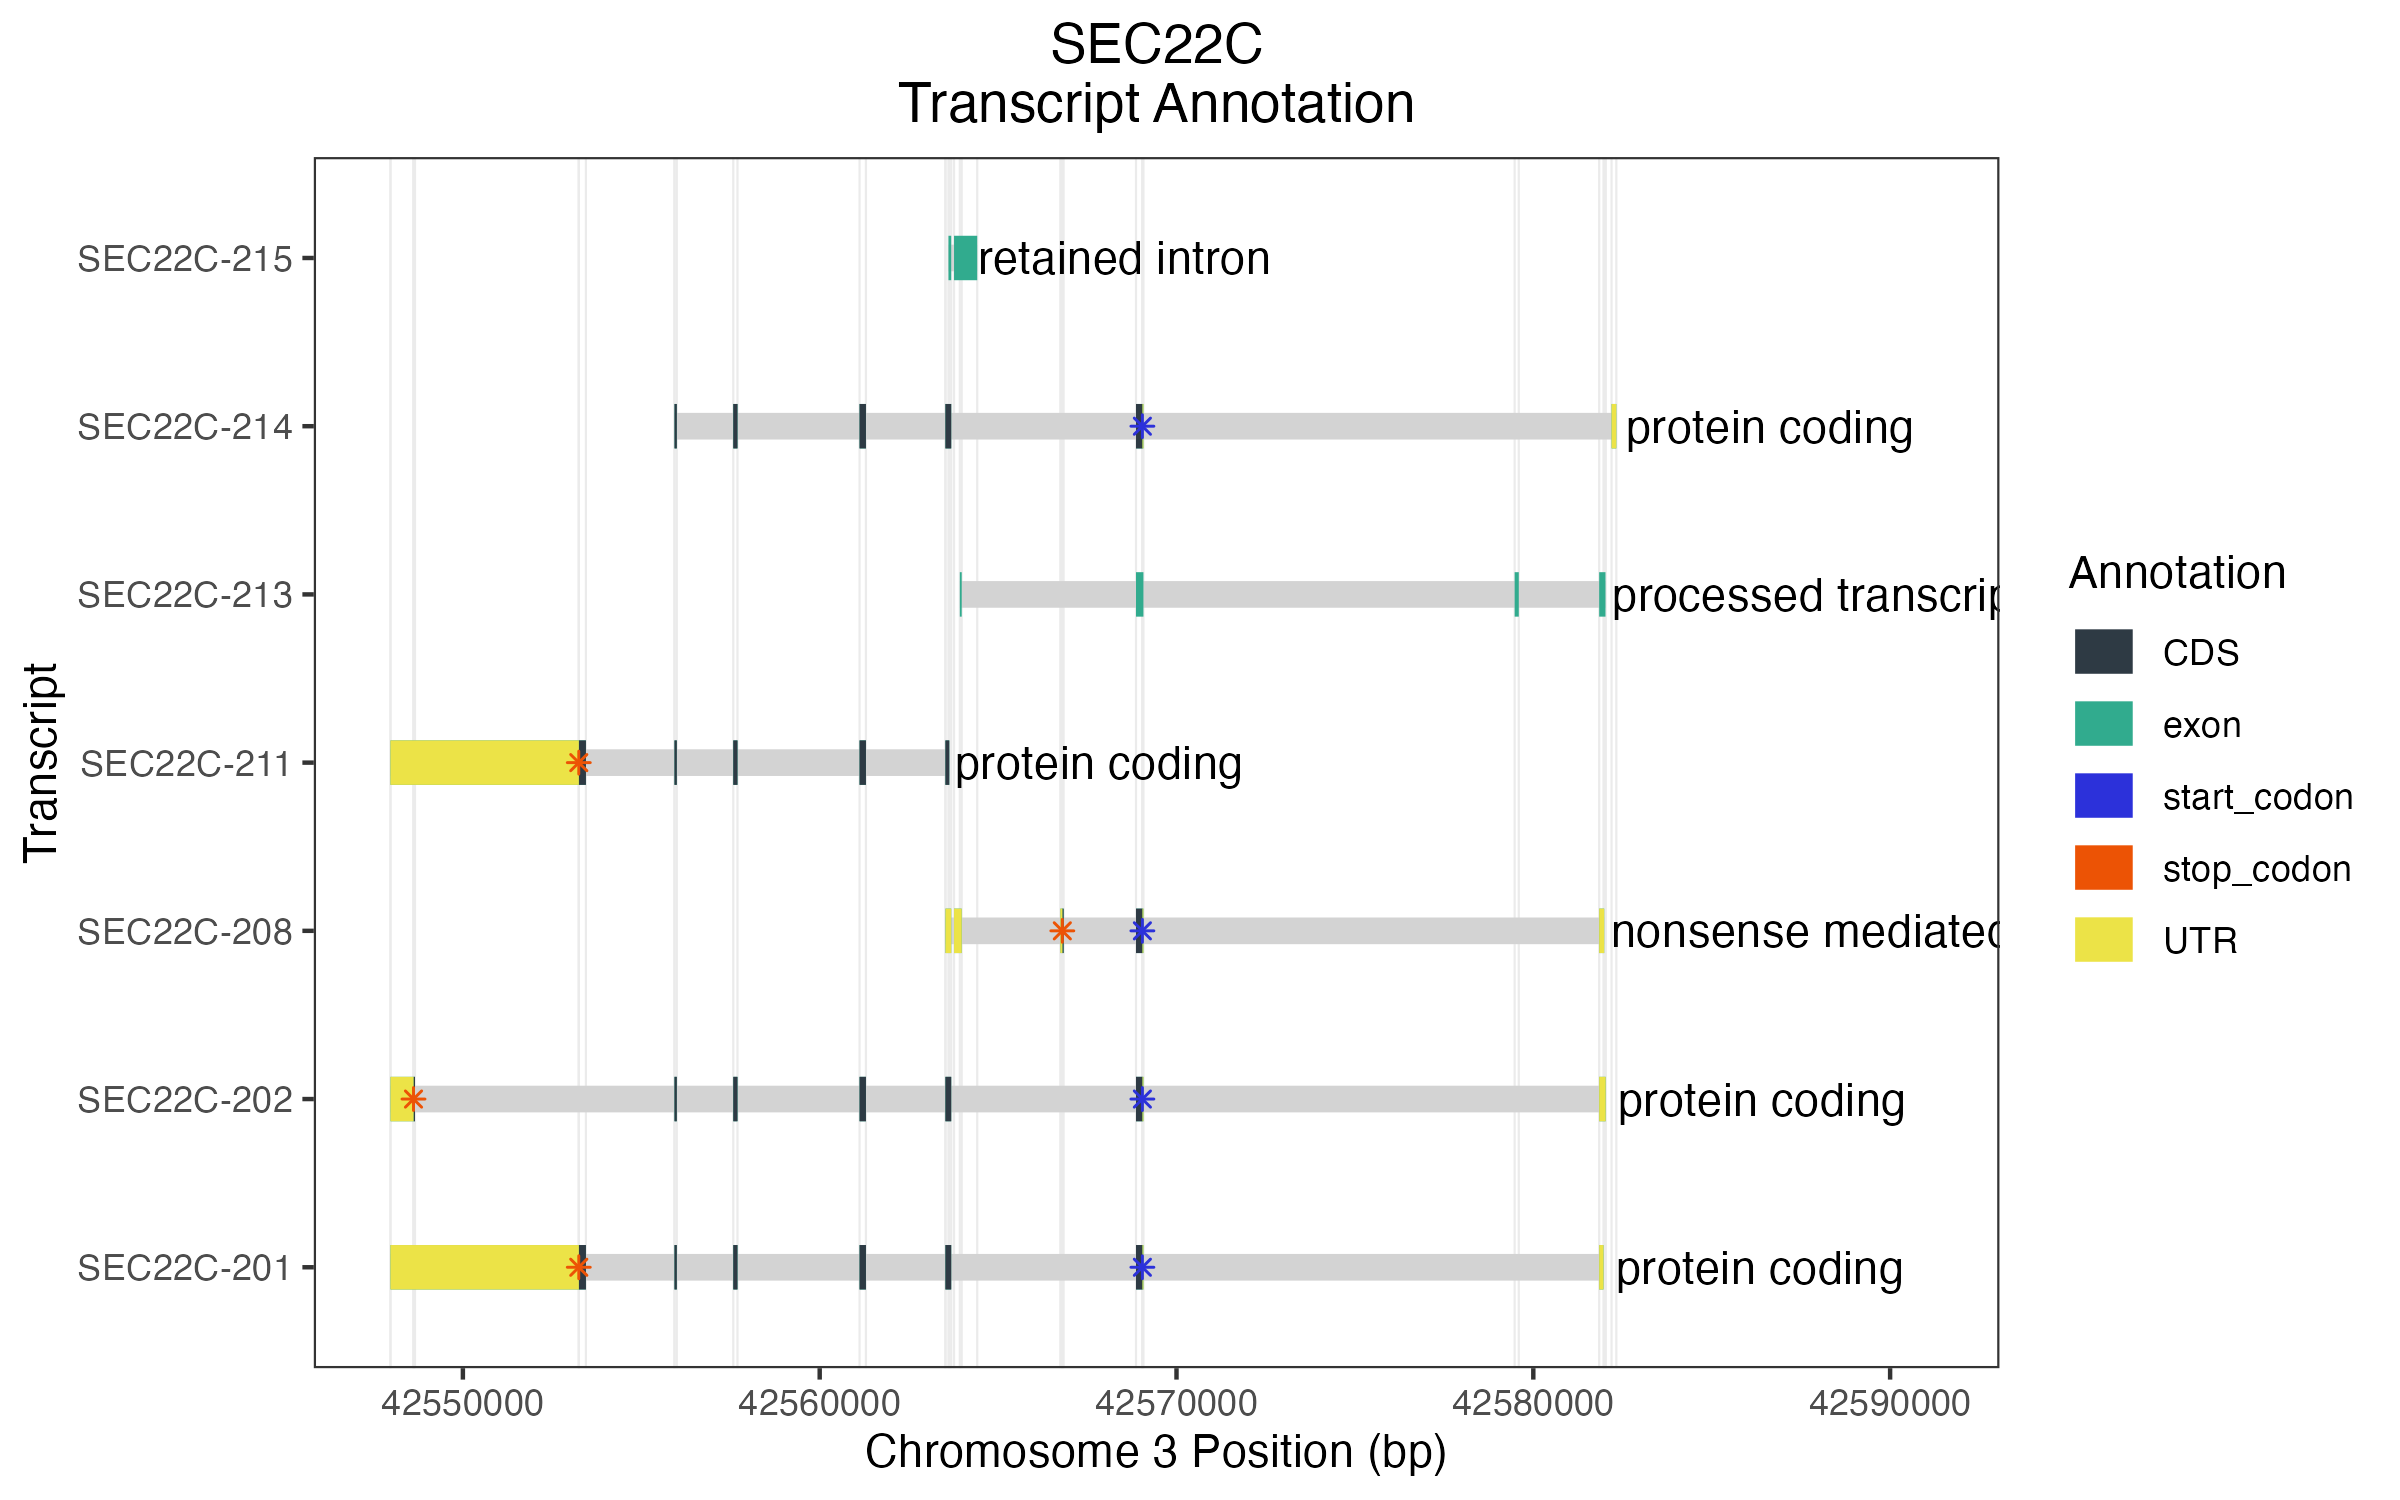 SEC22C
Transcript Annotation
SEC22C-215
retained intron
SEC22C-214
protein coding
SEC22C-213
processed transcrip
SEC22C-211
protein coding
SEC22C-208
nonsense mediated
SEC22C-202
protein coding
SEC22C-201
protein coding
Transcript
42550000
42560000
42570000
42580000
42590000
Chromosome 3 Position (bp)
Annotation
CDS
exon
start_codon
stop_codon
UTR